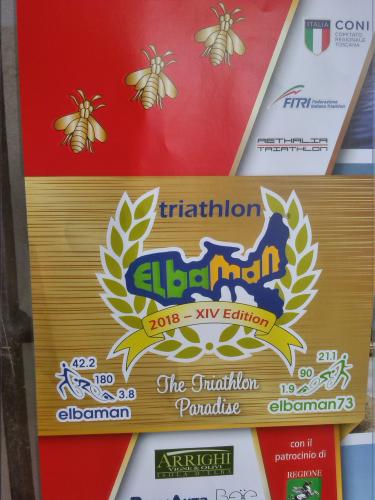 ITALIA
CONI
COMITATO
REGIONALE
TOSCANA
FITRI Federazione
Italiana Triathlon
AETHALIA
TRIATHLON
triathlon
ELBAMAN
2018 – XIV Edition
42.2
180
3.8
elbaman
The Triathlon
Paradise
21.1
90
1.9
elbaman73
ARRIGHI
VIGNE & OLIVI
ISOLA D'ELBA
con il
patrocinio di
REGIONE